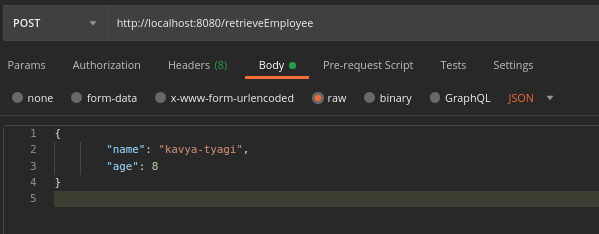 POST http://localhost:8080/retrieveEmployee
Params Authorization Headers (8) Body Pre-request Script Tests Settings
none form-data x-www-form-urlencoded raw binary GraphQL JSON
1 {
2 "name": "kavya-tyagi",
3 "age": 8
4 }
5